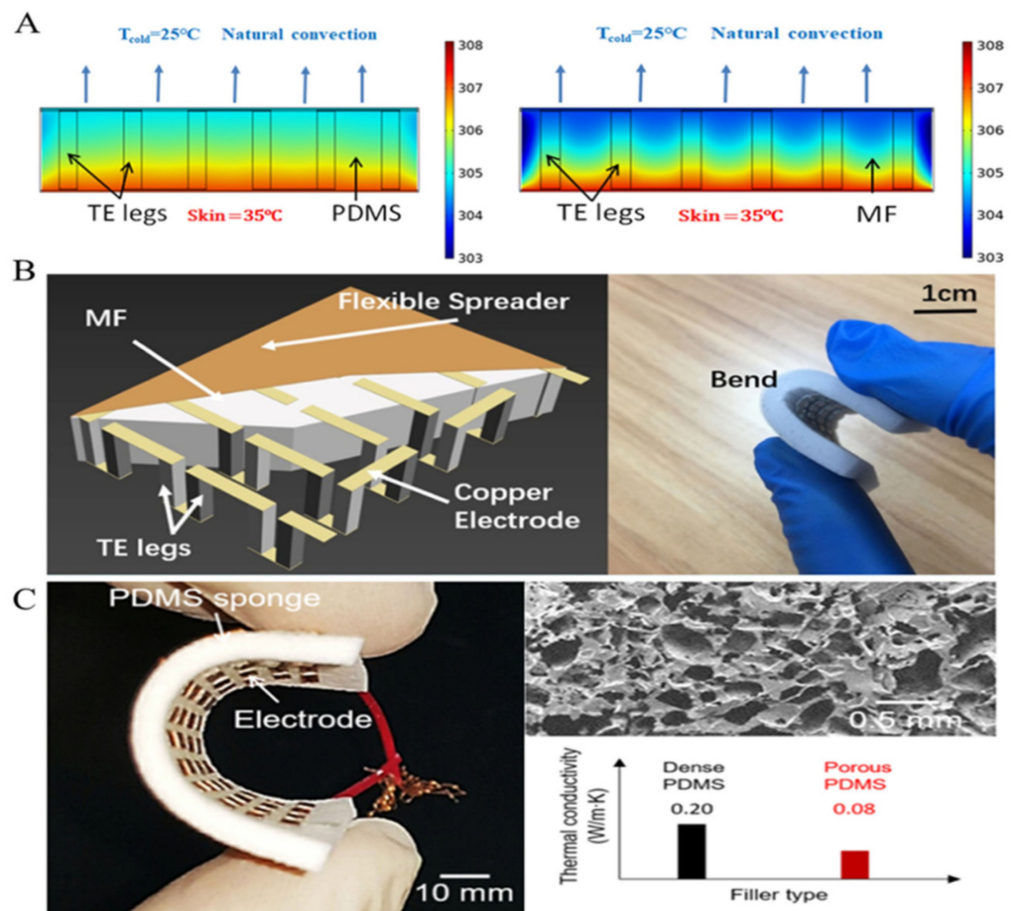 A
T_cold=25°C Natural convection
308
307
306
305
304
303
TE legs
Skin=35°C
PDMS
T_cold=25°C Natural convection
308
307
306
305
304
303
TE legs
Skin=35°C
MF
B
MF
Flexible Spreader
Copper
Electrode
TE legs
1cm
Bend
C
PDMS sponge
Electrode
10 mm
0.5 mm
Thermal conductivity
(W/m·K)
Dense
PDMS
0.20
Porous
PDMS
0.08
Filler type